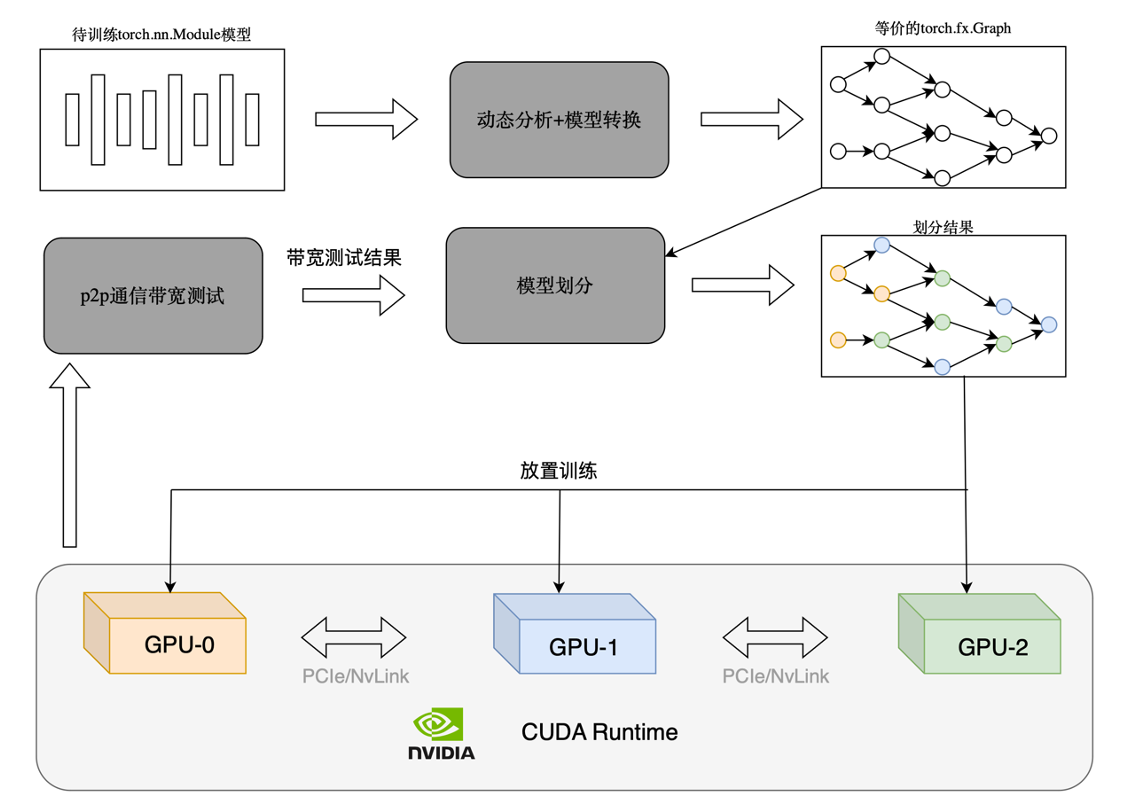 待训练torch.nn.Module模型
等价的torch.fx.Graph
动态分析+模型转换
划分结果
带宽测试结果
p2p通信带宽测试
模型划分
放置训练
GPU-0
GPU-1
GPU-2
PCIe/NvLink
PCIe/NvLink
NVIDIA
CUDA Runtime